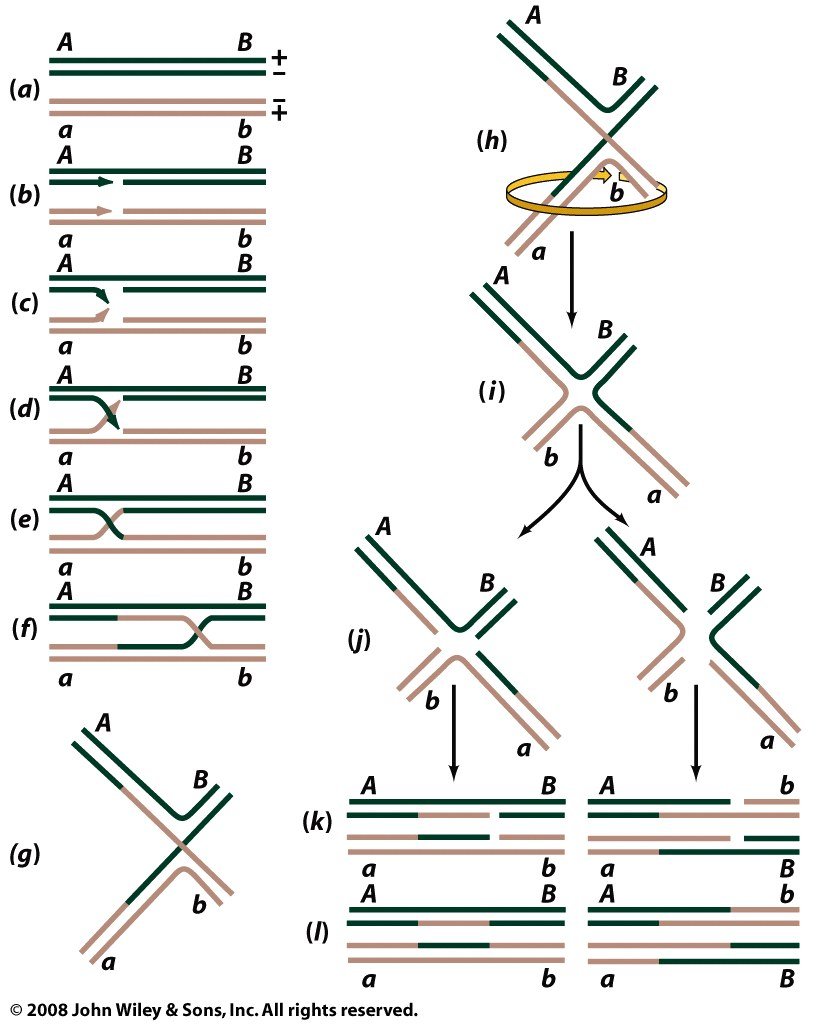 A B +
−
(a)
−
a b +
A B
(b)
a b
A B
(c)
a b
A B
(d)
a b
A B
(e)
a b
A B
(f)
a b
A
B
(g)
b
a
A
B
(h)
b
a
A
B
(i)
b
a
A
B
(j)
b
a
A
B
b
a
A B
(k)
a b
A b
a B
A B
(l)
a b
A b
a B
© 2008 John Wiley & Sons, Inc. All rights reserved.